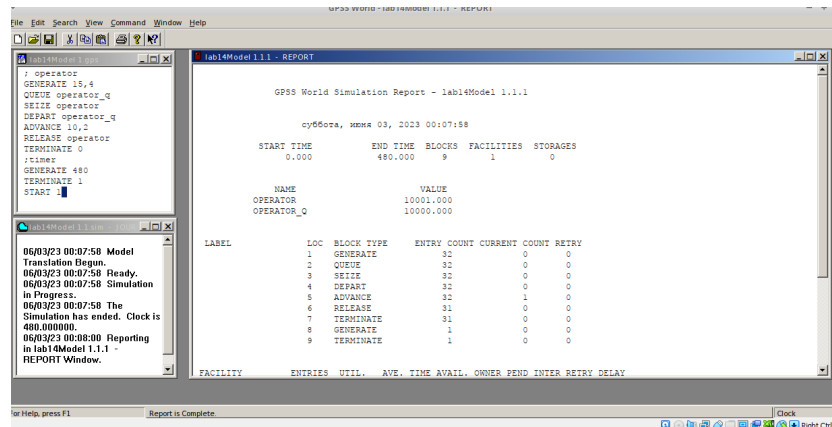 GPSS World - lab14Model 1.1.1 - REPORT
File Edit Search View Command Window Help
lab14Model 1.gps
; operator
GENERATE 15,4
QUEUE operator_q
SEIZE operator
DEPART operator_q
ADVANCE 10,2
RELEASE operator
TERMINATE 0
;timer
GENERATE 480
TERMINATE 1
START 1
06/03/23 00:07:58 Model
Translation Begun.
06/03/23 00:07:58 Ready.
06/03/23 00:07:58 Simulation
in Progress.
06/03/23 00:07:58 The
Simulation has ended. Clock is
480.000000.
06/03/23 00:08:00 Reporting
in lab14Model 1.1.1 -
REPORT Window.
lab14Model 1.1.1 - REPORT
GPSS World Simulation Report - lab14Model 1.1.1
суббота, июня 03, 2023 00:07:58
START TIME END TIME BLOCKS FACILITIES STORAGES
0.000 480.000 9 1 0
NAME VALUE
OPERATOR 10001.000
OPERATOR_Q 10000.000
LABEL LOC BLOCK TYPE ENTRY COUNT CURRENT COUNT RETRY
1 GENERATE 32 0 0
2 QUEUE 32 0 0
3 SEIZE 32 0 0
4 DEPART 32 0 0
5 ADVANCE 32 1 0
6 RELEASE 31 0 0
7 TERMINATE 31 0 0
8 GENERATE 1 0 0
9 TERMINATE 1 0 0
FACILITY ENTRIES UTIL. AVE. TIME AVAIL. OWNER PEND INTER RETRY DELAY
For Help, press F1 Report is Complete. Clock
Right Ctrl